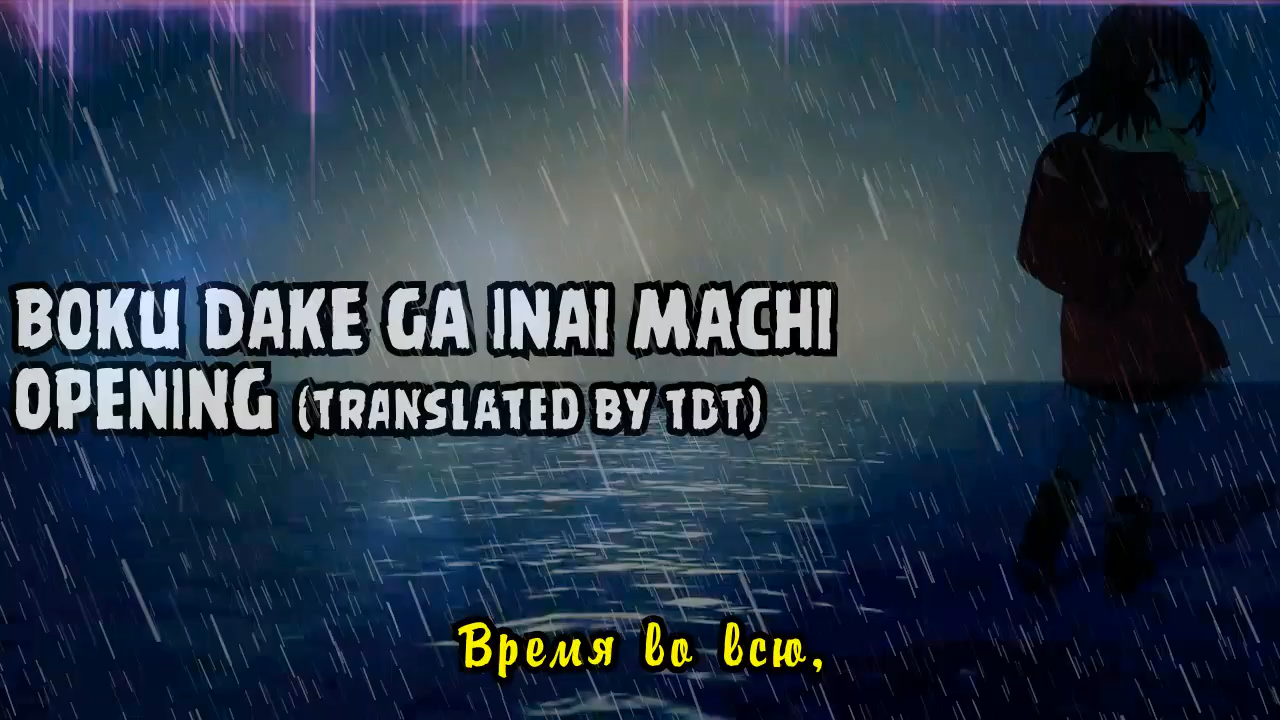 BOKU DAKE GA INAI MACHI
OPENING (TRANSLATED BY TDT)
Время во всю,